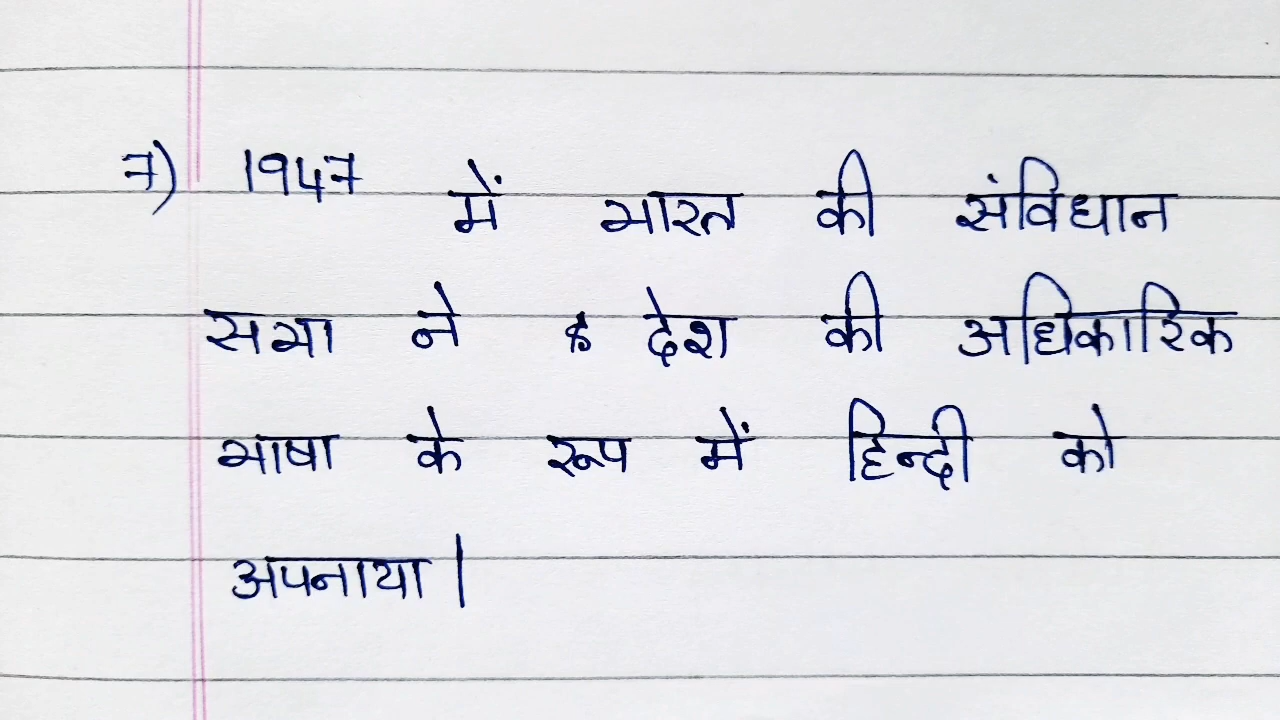 7) 1947 में भारत की संविधान
सभा ने देश की अधिकारिक
भाषा के रूप में हिन्दी को
अपनाया।